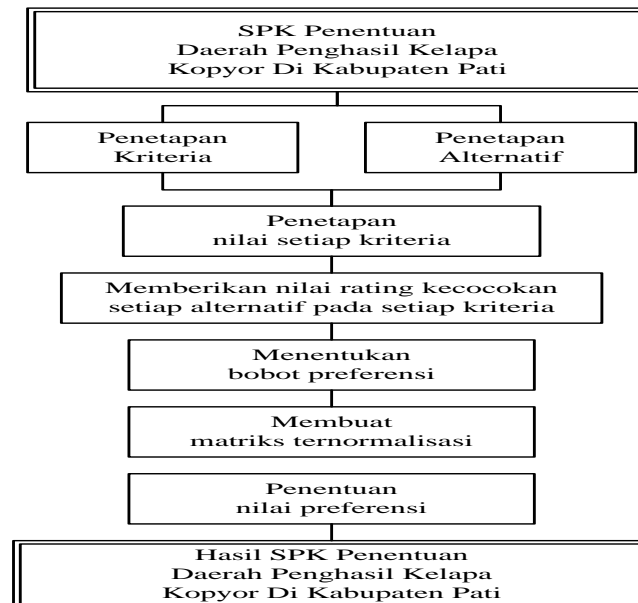 SPK Penentuan
Daerah Penghasil Kelapa
Kopyor Di Kabupaten Pati
Penetapan
Kriteria
Penetapan
Alternatif
Penetapan
nilai setiap kriteria
Memberikan nilai rating kecocokan
setiap alternatif pada setiap kriteria
Menentukan
bobot preferensi
Membuat
matriks ternormalisasi
Penentuan
nilai preferensi
Hasil SPK Penentuan
Daerah Penghasil Kelapa
Kopyor Di Kabupaten Pati